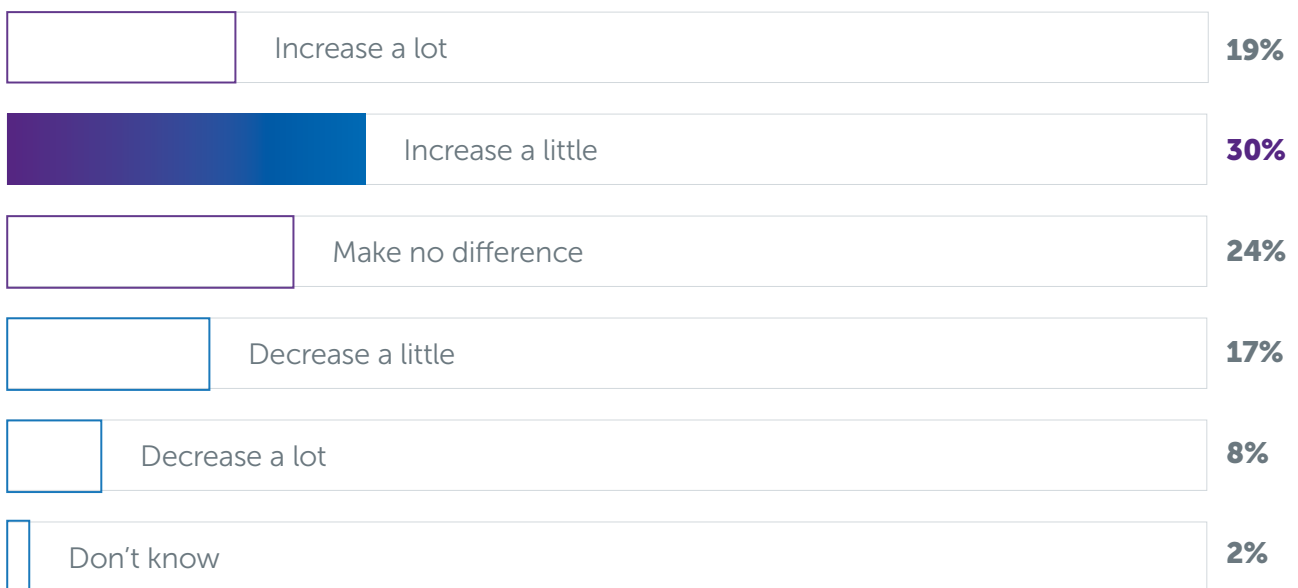 Increase a lot 19%
Increase a little 30%
Make no difference 24%
Decrease a little 17%
Decrease a lot 8%
Don't know 2%